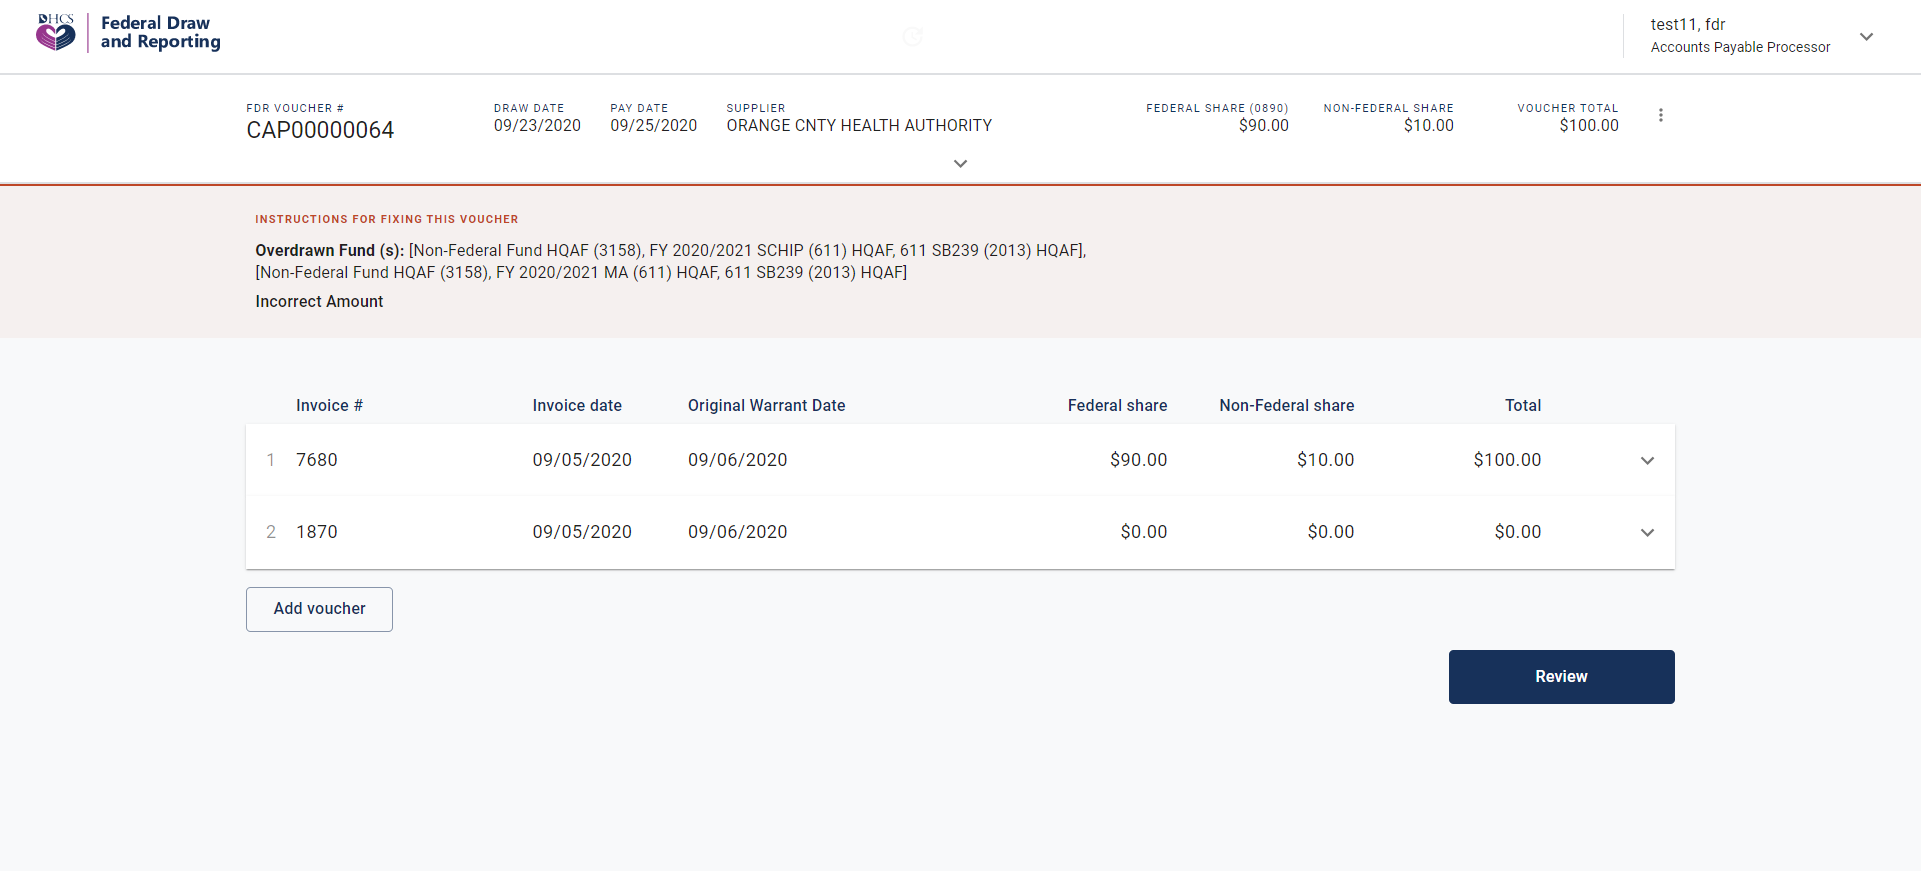 DHCS
Federal Draw
and Reporting
test11, fdr
Accounts Payable Processor
FDR VOUCHER #
CAP00000064
DRAW DATE
09/23/2020
PAY DATE
09/25/2020
SUPPLIER
ORANGE CNTY HEALTH AUTHORITY
FEDERAL SHARE (0890)
$90.00
NON-FEDERAL SHARE
$10.00
VOUCHER TOTAL
$100.00
INSTRUCTIONS FOR FIXING THIS VOUCHER
Overdrawn Fund (s): [Non-Federal Fund HQAF (3158), FY 2020/2021 SCHIP (611) HQAF, 611 SB239 (2013) HQAF],
[Non-Federal Fund HQAF (3158), FY 2020/2021 MA (611) HQAF, 611 SB239 (2013) HQAF]
Incorrect Amount
Invoice # Invoice date Original Warrant Date Federal share Non-Federal share Total
1 7680 09/05/2020 09/06/2020 $90.00 $10.00 $100.00
2 1870 09/05/2020 09/06/2020 $0.00 $0.00 $0.00
Add voucher
Review